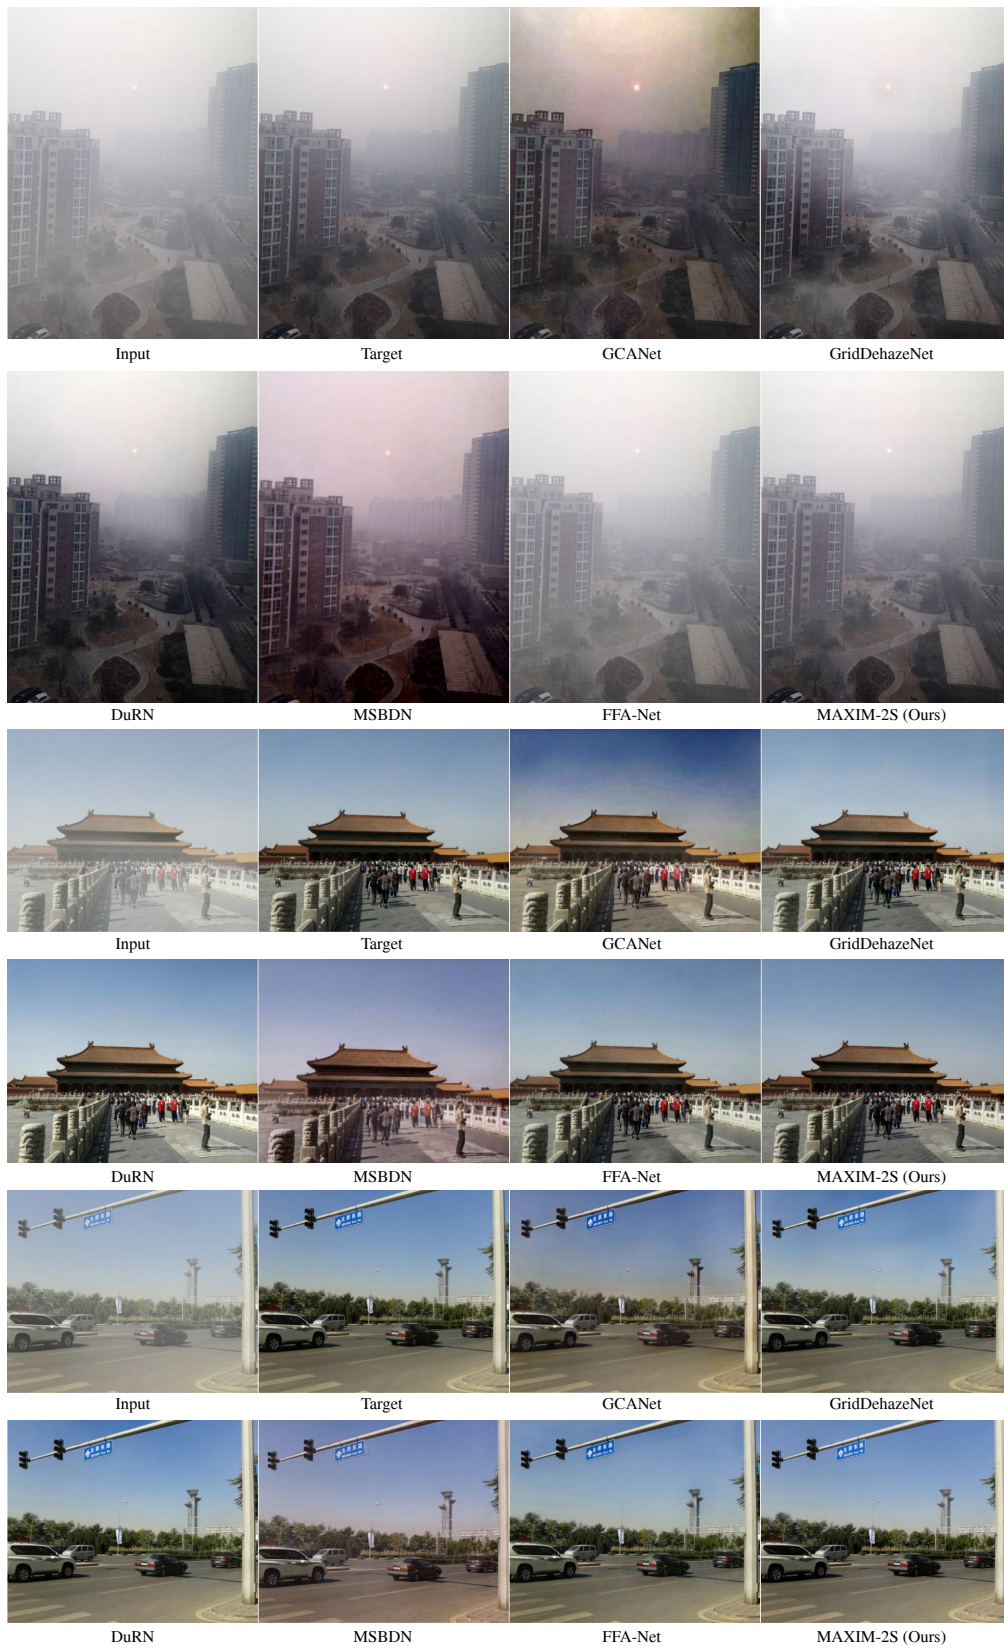 Input Target GCANet GridDehazeNet
DuRN MSBDN FFA-Net MAXIM-2S (Ours)
Input Target GCANet GridDehazeNet
DuRN MSBDN FFA-Net MAXIM-2S (Ours)
Input Target GCANet GridDehazeNet
DuRN MSBDN FFA-Net MAXIM-2S (Ours)